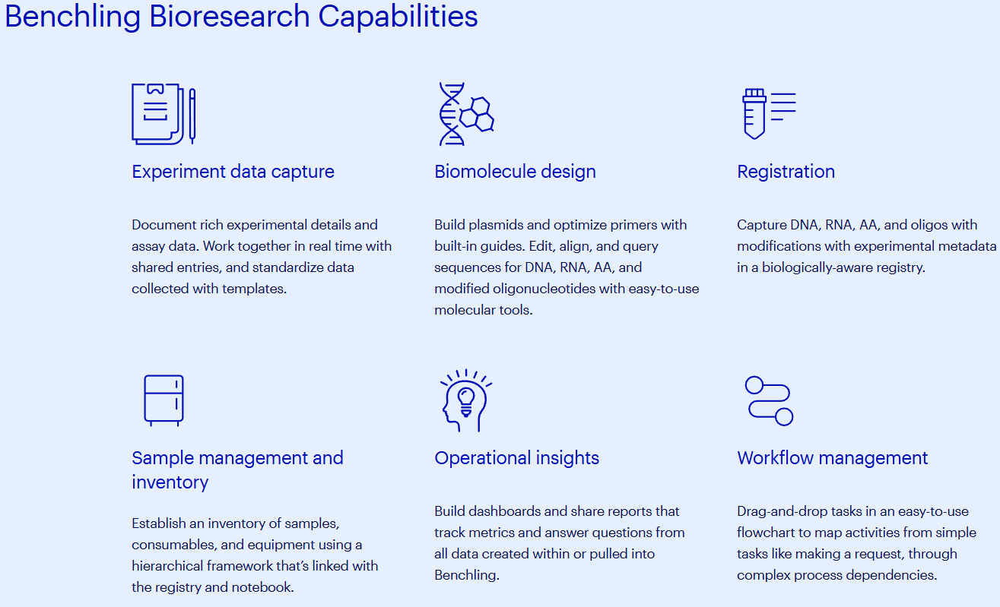 Benchling Bioresearch Capabilities
Experiment data capture
Document rich experimental details and
assay data. Work together in real time with
shared entries, and standardize data
collected with templates.
Biomolecule design
Build plasmids and optimize primers with
built-in guides. Edit, align, and query
sequences for DNA, RNA, AA, and
modified oligonucleotides with easy-to-use
molecular tools.
Registration
Capture DNA, RNA, AA, and oligos with
modifications with experimental metadata
in a biologically-aware registry.
Sample management and
inventory
Establish an inventory of samples,
consumables, and equipment using a
hierarchical framework that’s linked with
the registry and notebook.
Operational insights
Build dashboards and share reports that
track metrics and answer questions from
all data created within or pulled into
Benchling.
Workflow management
Drag-and-drop tasks in an easy-to-use
flowchart to map activities from simple
tasks like making a request, through
complex process dependencies.